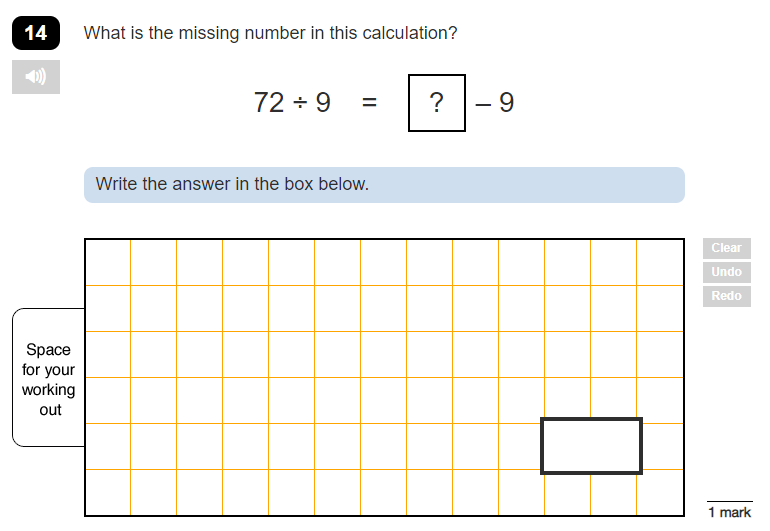 14 What is the missing number in this calculation?
72 ÷ 9 = ? – 9
Write the answer in the box below.
Clear
Undo
Redo
Space
for your
working
out
1 mark